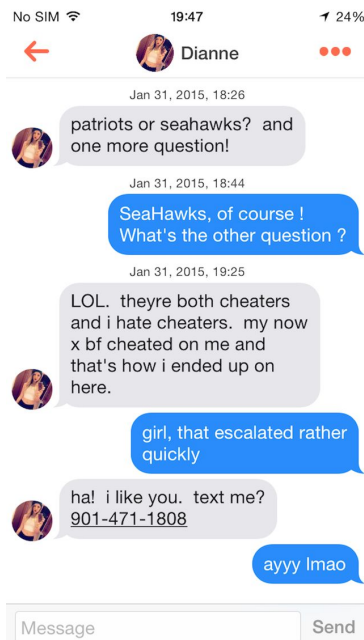 No SIM 19:47 24%
Dianne
Jan 31, 2015, 18:26
patriots or seahawks?  and
one more question!
Jan 31, 2015, 18:44
SeaHawks, of course !
What's the other question ?
Jan 31, 2015, 19:25
LOL.  theyre both cheaters
and i hate cheaters.  my now
x bf cheated on me and
that's how i ended up on
here.
girl, that escalated rather
quickly
ha!  i like you.  text me?
901-471-1808
ayyy lmao
Message Send